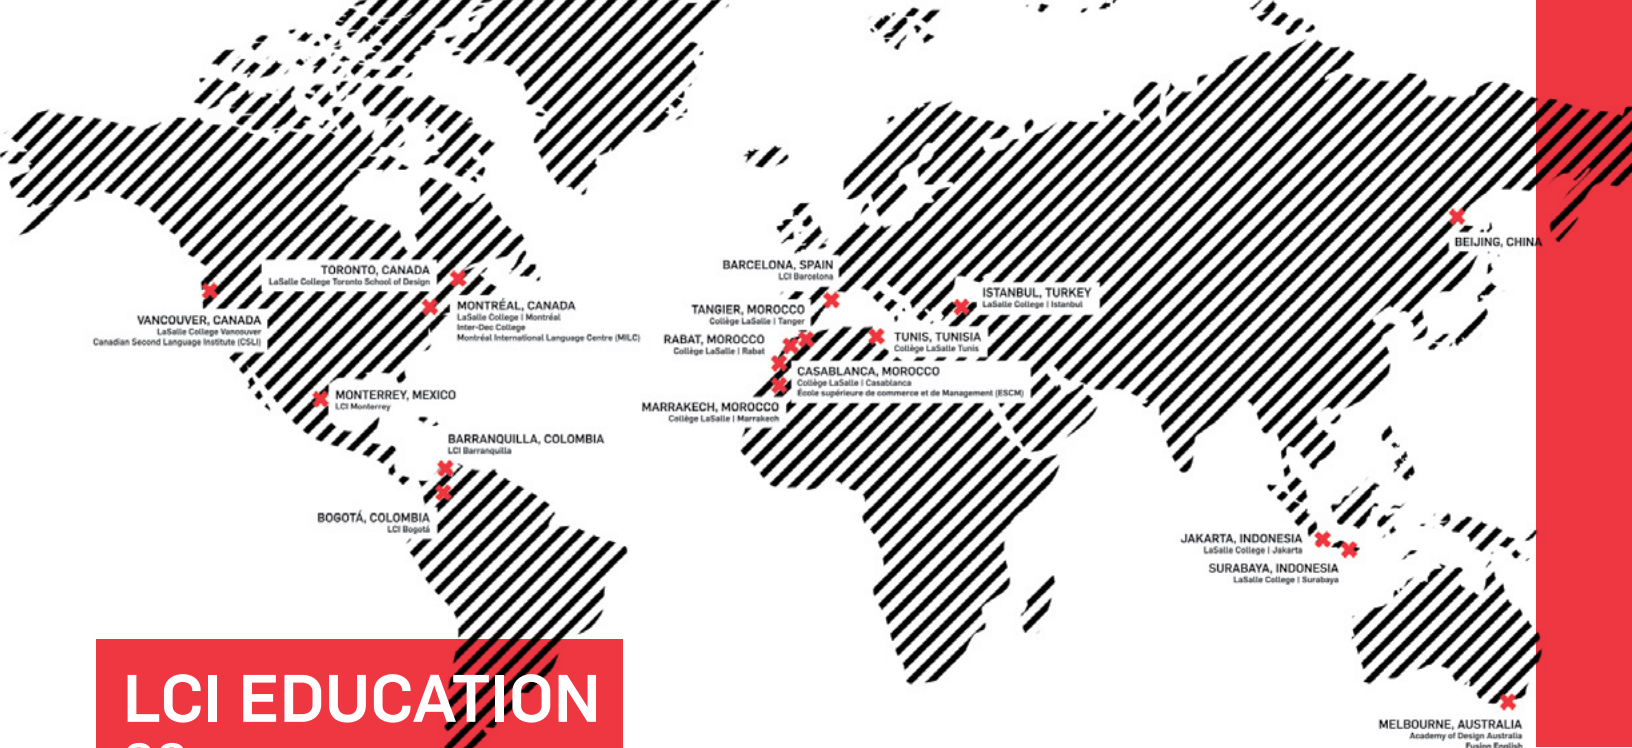 TORONTO, CANADA
LaSalle College Toronto School of Design
VANCOUVER, CANADA
LaSalle College Vancouver
Canadian Second Language Institute (CSLI)
MONTRÉAL, CANADA
LaSalle College | Montréal
Inter-Dec College
Montréal International Language Centre (MILC)
MONTERREY, MEXICO
LCI Monterrey
BARRANQUILLA, COLOMBIA
LCI Barranquilla
BOGOTÁ, COLOMBIA
LCI Bogotá
BARCELONA, SPAIN
LCI Barcelona
TANGIER, MOROCCO
Collège LaSalle | Tanger
RABAT, MOROCCO
Collège LaSalle | Rabat
ISTANBUL, TURKEY
LaSalle College | Istanbul
TUNIS, TUNISIA
Collège LaSalle Tunis
CASABLANCA, MOROCCO
Collège LaSalle | Casablanca
École supérieure de commerce et de Management (ESCM)
MARRAKECH, MOROCCO
Collège LaSalle | Marrakech
BEIJING, CHINA
JAKARTA, INDONESIA
LaSalle College | Jakarta
SURABAYA, INDONESIA
LaSalle College | Surabaya
MELBOURNE, AUSTRALIA
Academy of Design Australia
Fusion English
LCI EDUCATION